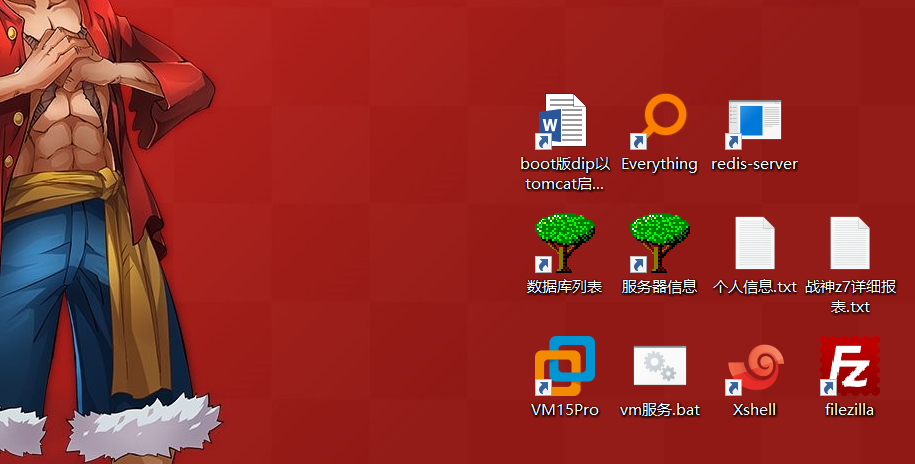 boot版dip以
tomcat启...
Everything
redis-server
数据库列表
服务器信息
个人信息.txt
战神z7详细报
表.txt
VM15Pro
vm服务.bat
Xshell
filezilla